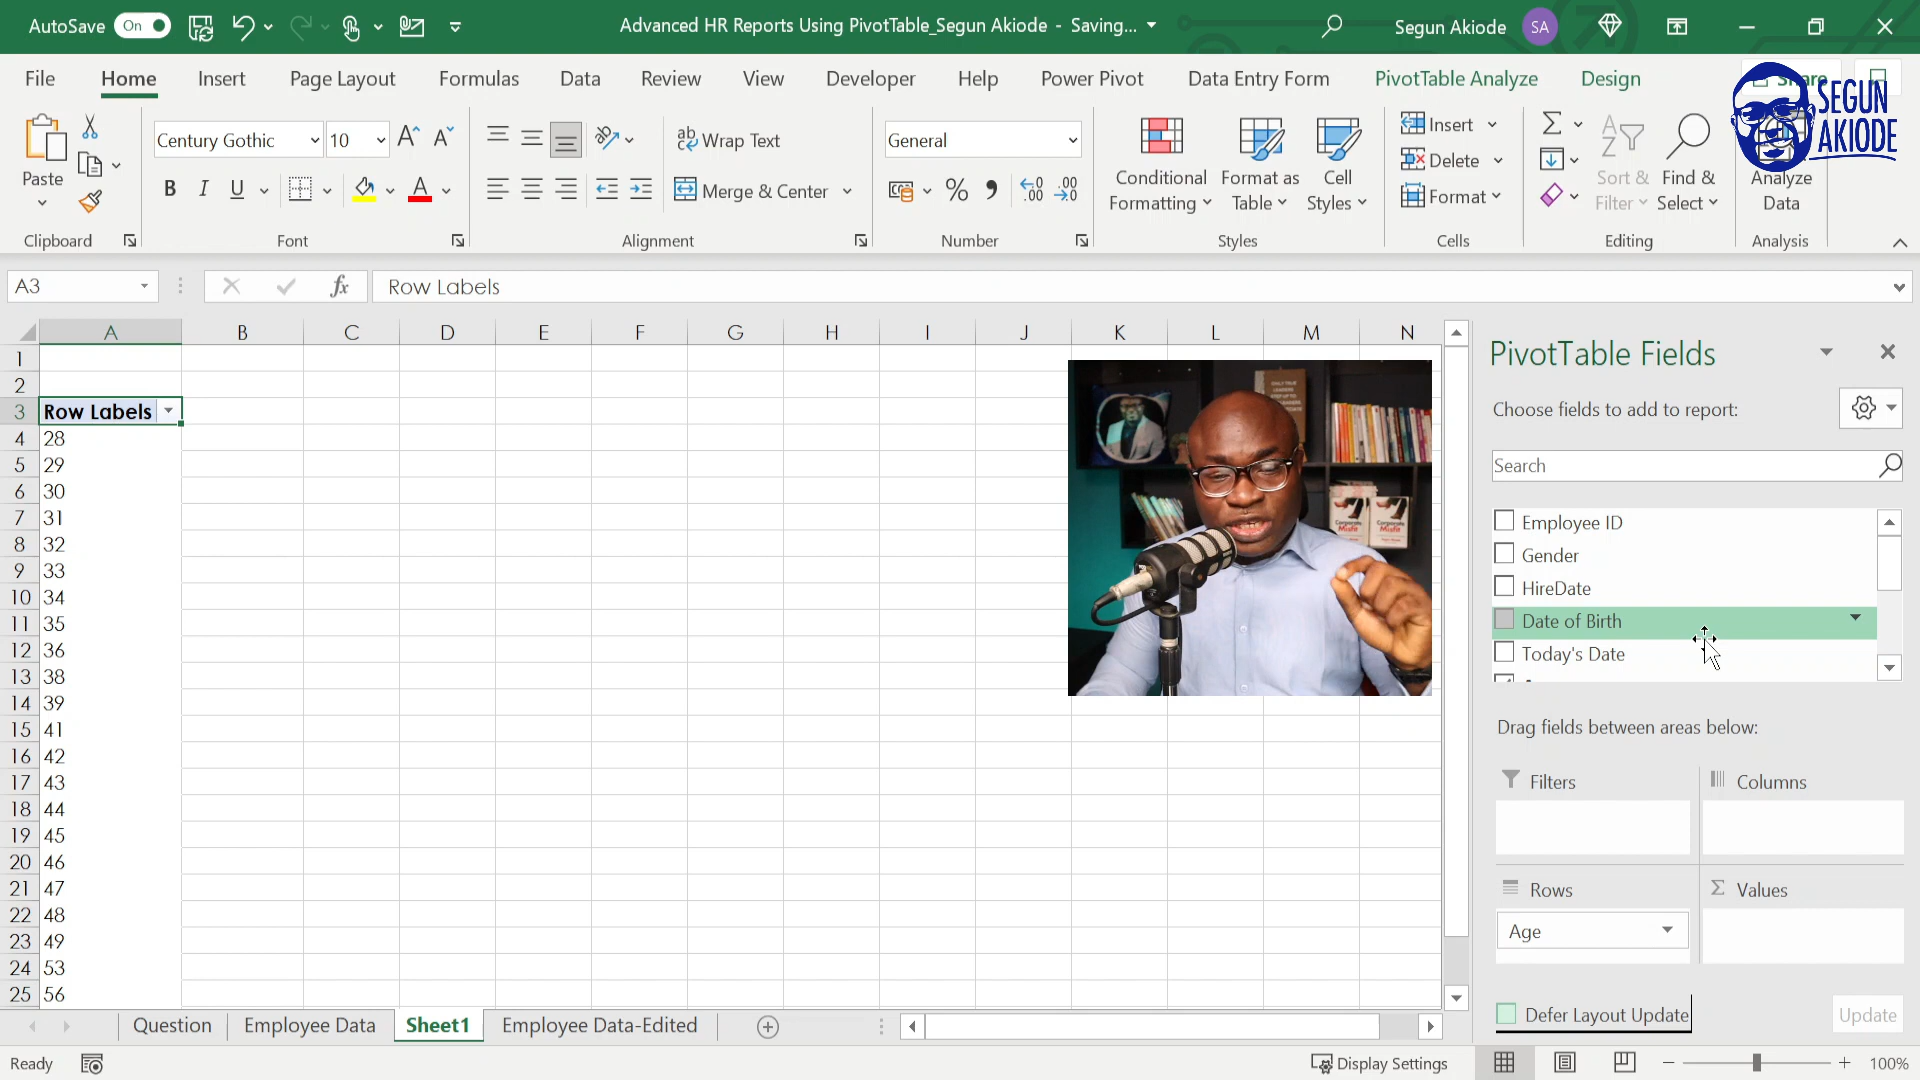 AutoSave On Advanced HR Reports Using PivotTable_Segun Akiode - Saving... Segun Akiode SA
File Home Insert Page Layout Formulas Data Review View Developer Help Power Pivot Data Entry Form PivotTable Analyze Design Share
SEGUN
AKIODE
Century Gothic 10 Wrap Text General Insert
Paste Merge & Center Conditional Formatting Format as Table Cell Styles Delete
Format Sort & Filter Find & Select Analyze Data
Clipboard Font Alignment Number Styles Cells Editing Analysis
A3 fx Row Labels
A B C D E F G H I J K L M N
1
2
3 Row Labels
4 28
5 29
6 30
7 31
8 32
9 33
10 34
11 35
12 36
13 38
14 39
15 41
16 42
17 43
18 44
19 45
20 46
21 47
22 48
23 49
24 53
25 56
PivotTable Fields
Choose fields to add to report:
Search
Employee ID
Gender
HireDate
Date of Birth
Today's Date
Drag fields between areas below:
Filters Columns
Rows Values
Age
Defer Layout Update Update
Question Employee Data Sheet1 Employee Data-Edited
Ready Display Settings 100%